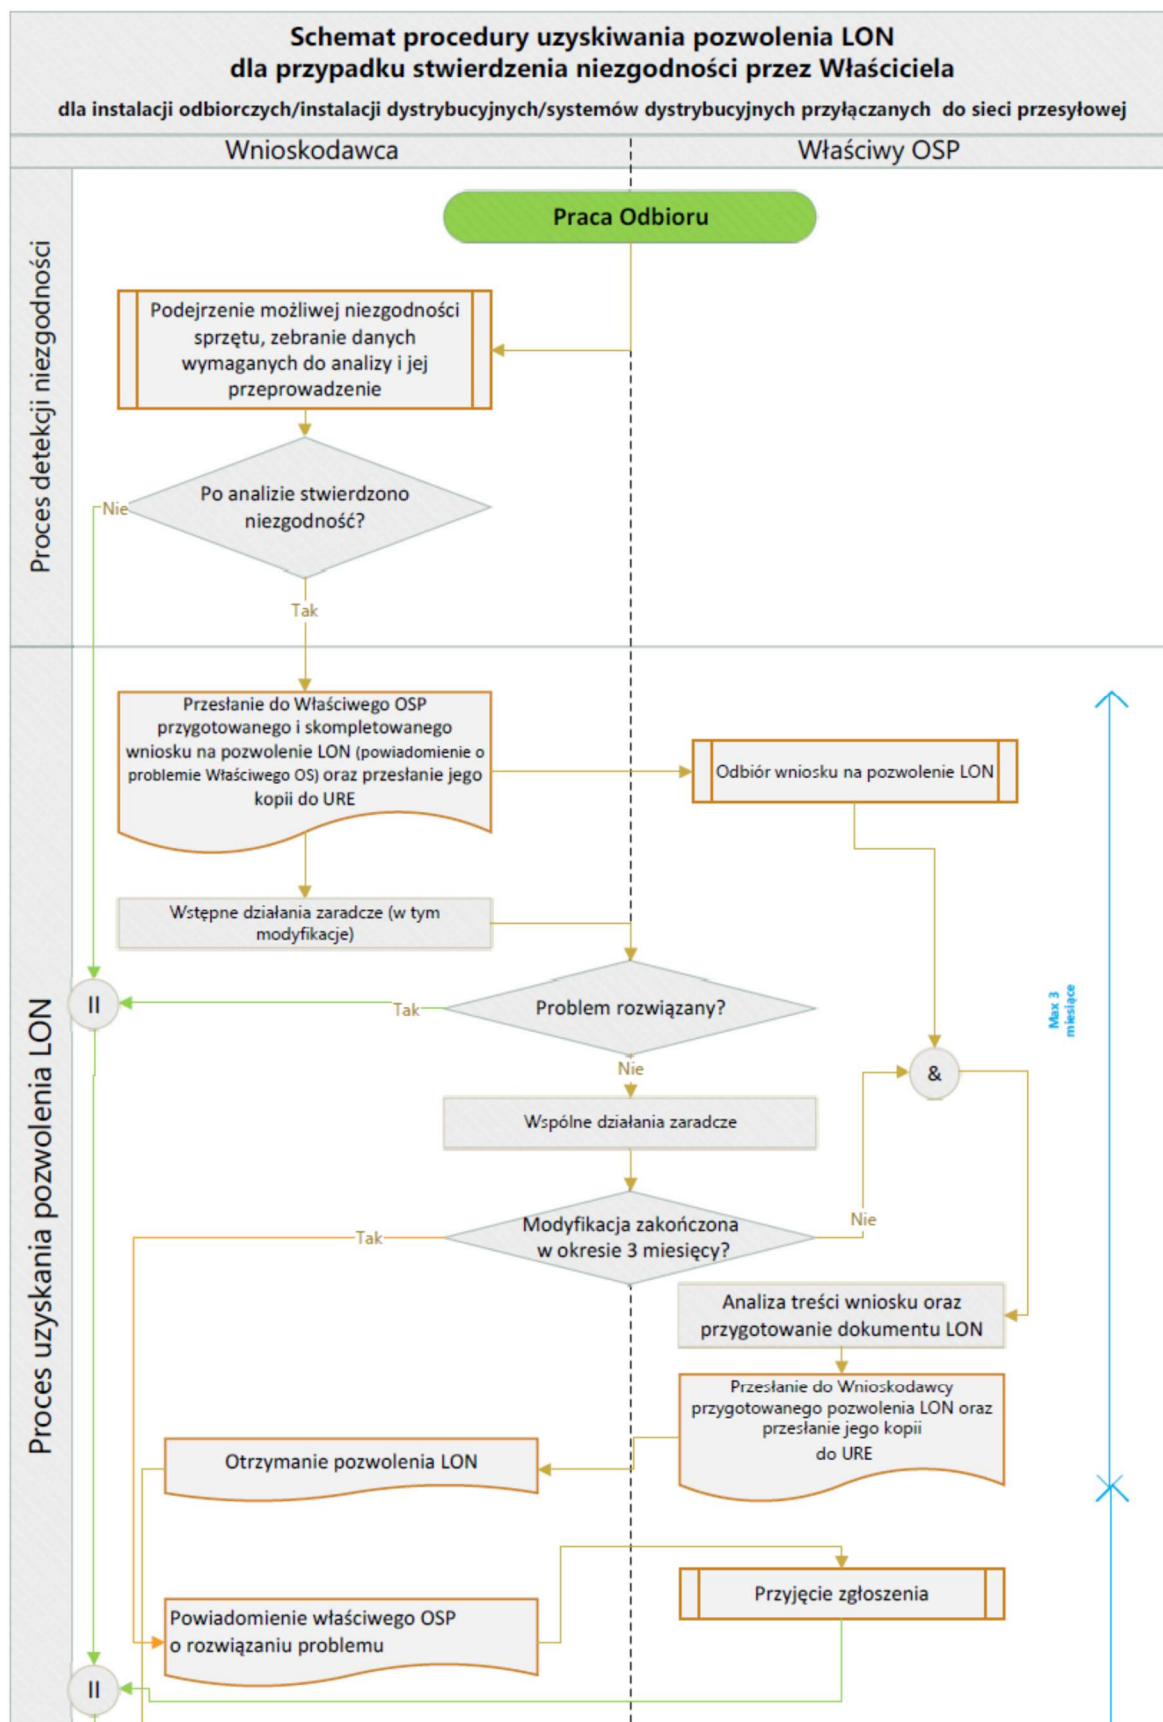 Schemat procedury uzyskiwania pozwolenia LON
dla przypadku stwierdzenia niezgodności przez Właściciela
dla instalacji odbiorczych/instalacji dystrybucyjnych/systemów dystrybucyjnych przyłączanych do sieci przesyłowej
Wnioskodawca
Właściwy OSP
Proces detekcji niezgodności
Praca Odbioru
Podejrzenie możliwej niezgodności
sprzętu, zebranie danych
wymaganych do analizy i jej
przeprowadzenie
Po analizie stwierdzono
niezgodność?
Nie
Tak
Proces uzyskania pozwolenia LON
Przesłanie do Właściwego OSP
przygotowanego i skompletowanego
wniosku na pozwolenie LON (powiadomienie o
problemie Właściwego OS) oraz przesłanie jego
kopii do URE
Odbiór wniosku na pozwolenie LON
Wstępne działania zaradcze (w tym
modyfikacje)
II
Tak
Problem rozwiązany?
Max 3
miesiące
Nie
&
Wspólne działania zaradcze
Tak
Modyfikacja zakończona
w okresie 3 miesięcy?
Nie
Analiza treści wniosku oraz
przygotowanie dokumentu LON
Przesłanie do Wnioskodawcy
przygotowanego pozwolenia LON oraz
przesłanie jego kopii
do URE
Otrzymanie pozwolenia LON
Przyjęcie zgłoszenia
Powiadomienie właściwego OSP
o rozwiązaniu problemu
II